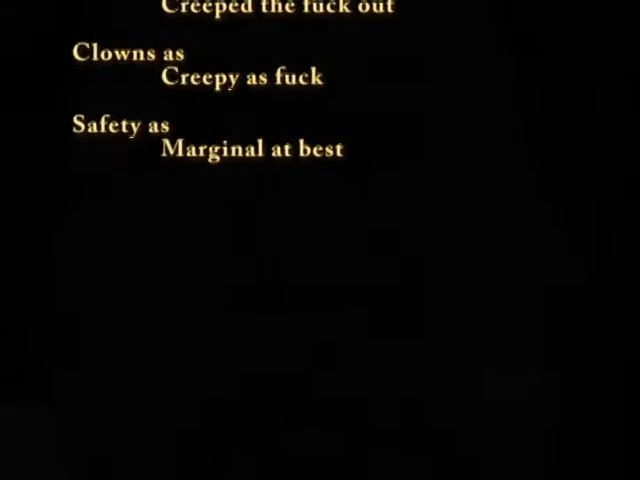 Creeped the fuck out
Clowns as
Creepy as fuck
Safety as
Marginal at best